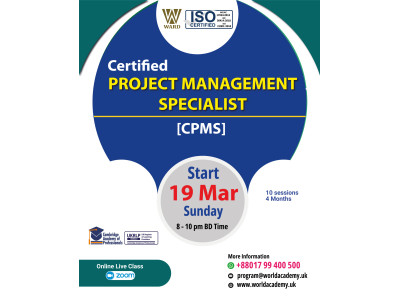 WARD
ISO
CERTIFIED
Certified
PROJECT MANAGEMENT
SPECIALIST
[CPMS]
Start
19 Mar
Sunday
8 - 10 pm BD Time
10 sessions
4 Months
Cambridge
Academy of
Professionals
UKRLP
Online Live Class
zoom
More Information
+88017 99 400 500
program@worldacademy.uk
www.worldacademy.uk